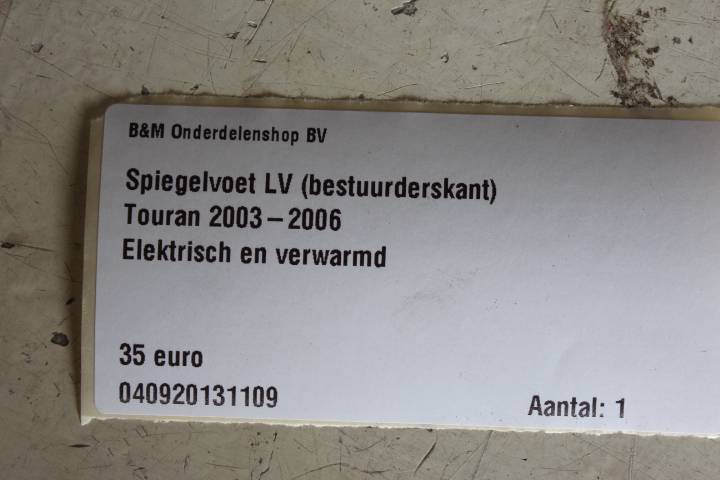 B&M Onderdelenshop BV
Spiegelvoet LV (bestuurderskant)
Touran 2003 – 2006
Elektrisch en verwarmd
35 euro
040920131109
Aantal: 1